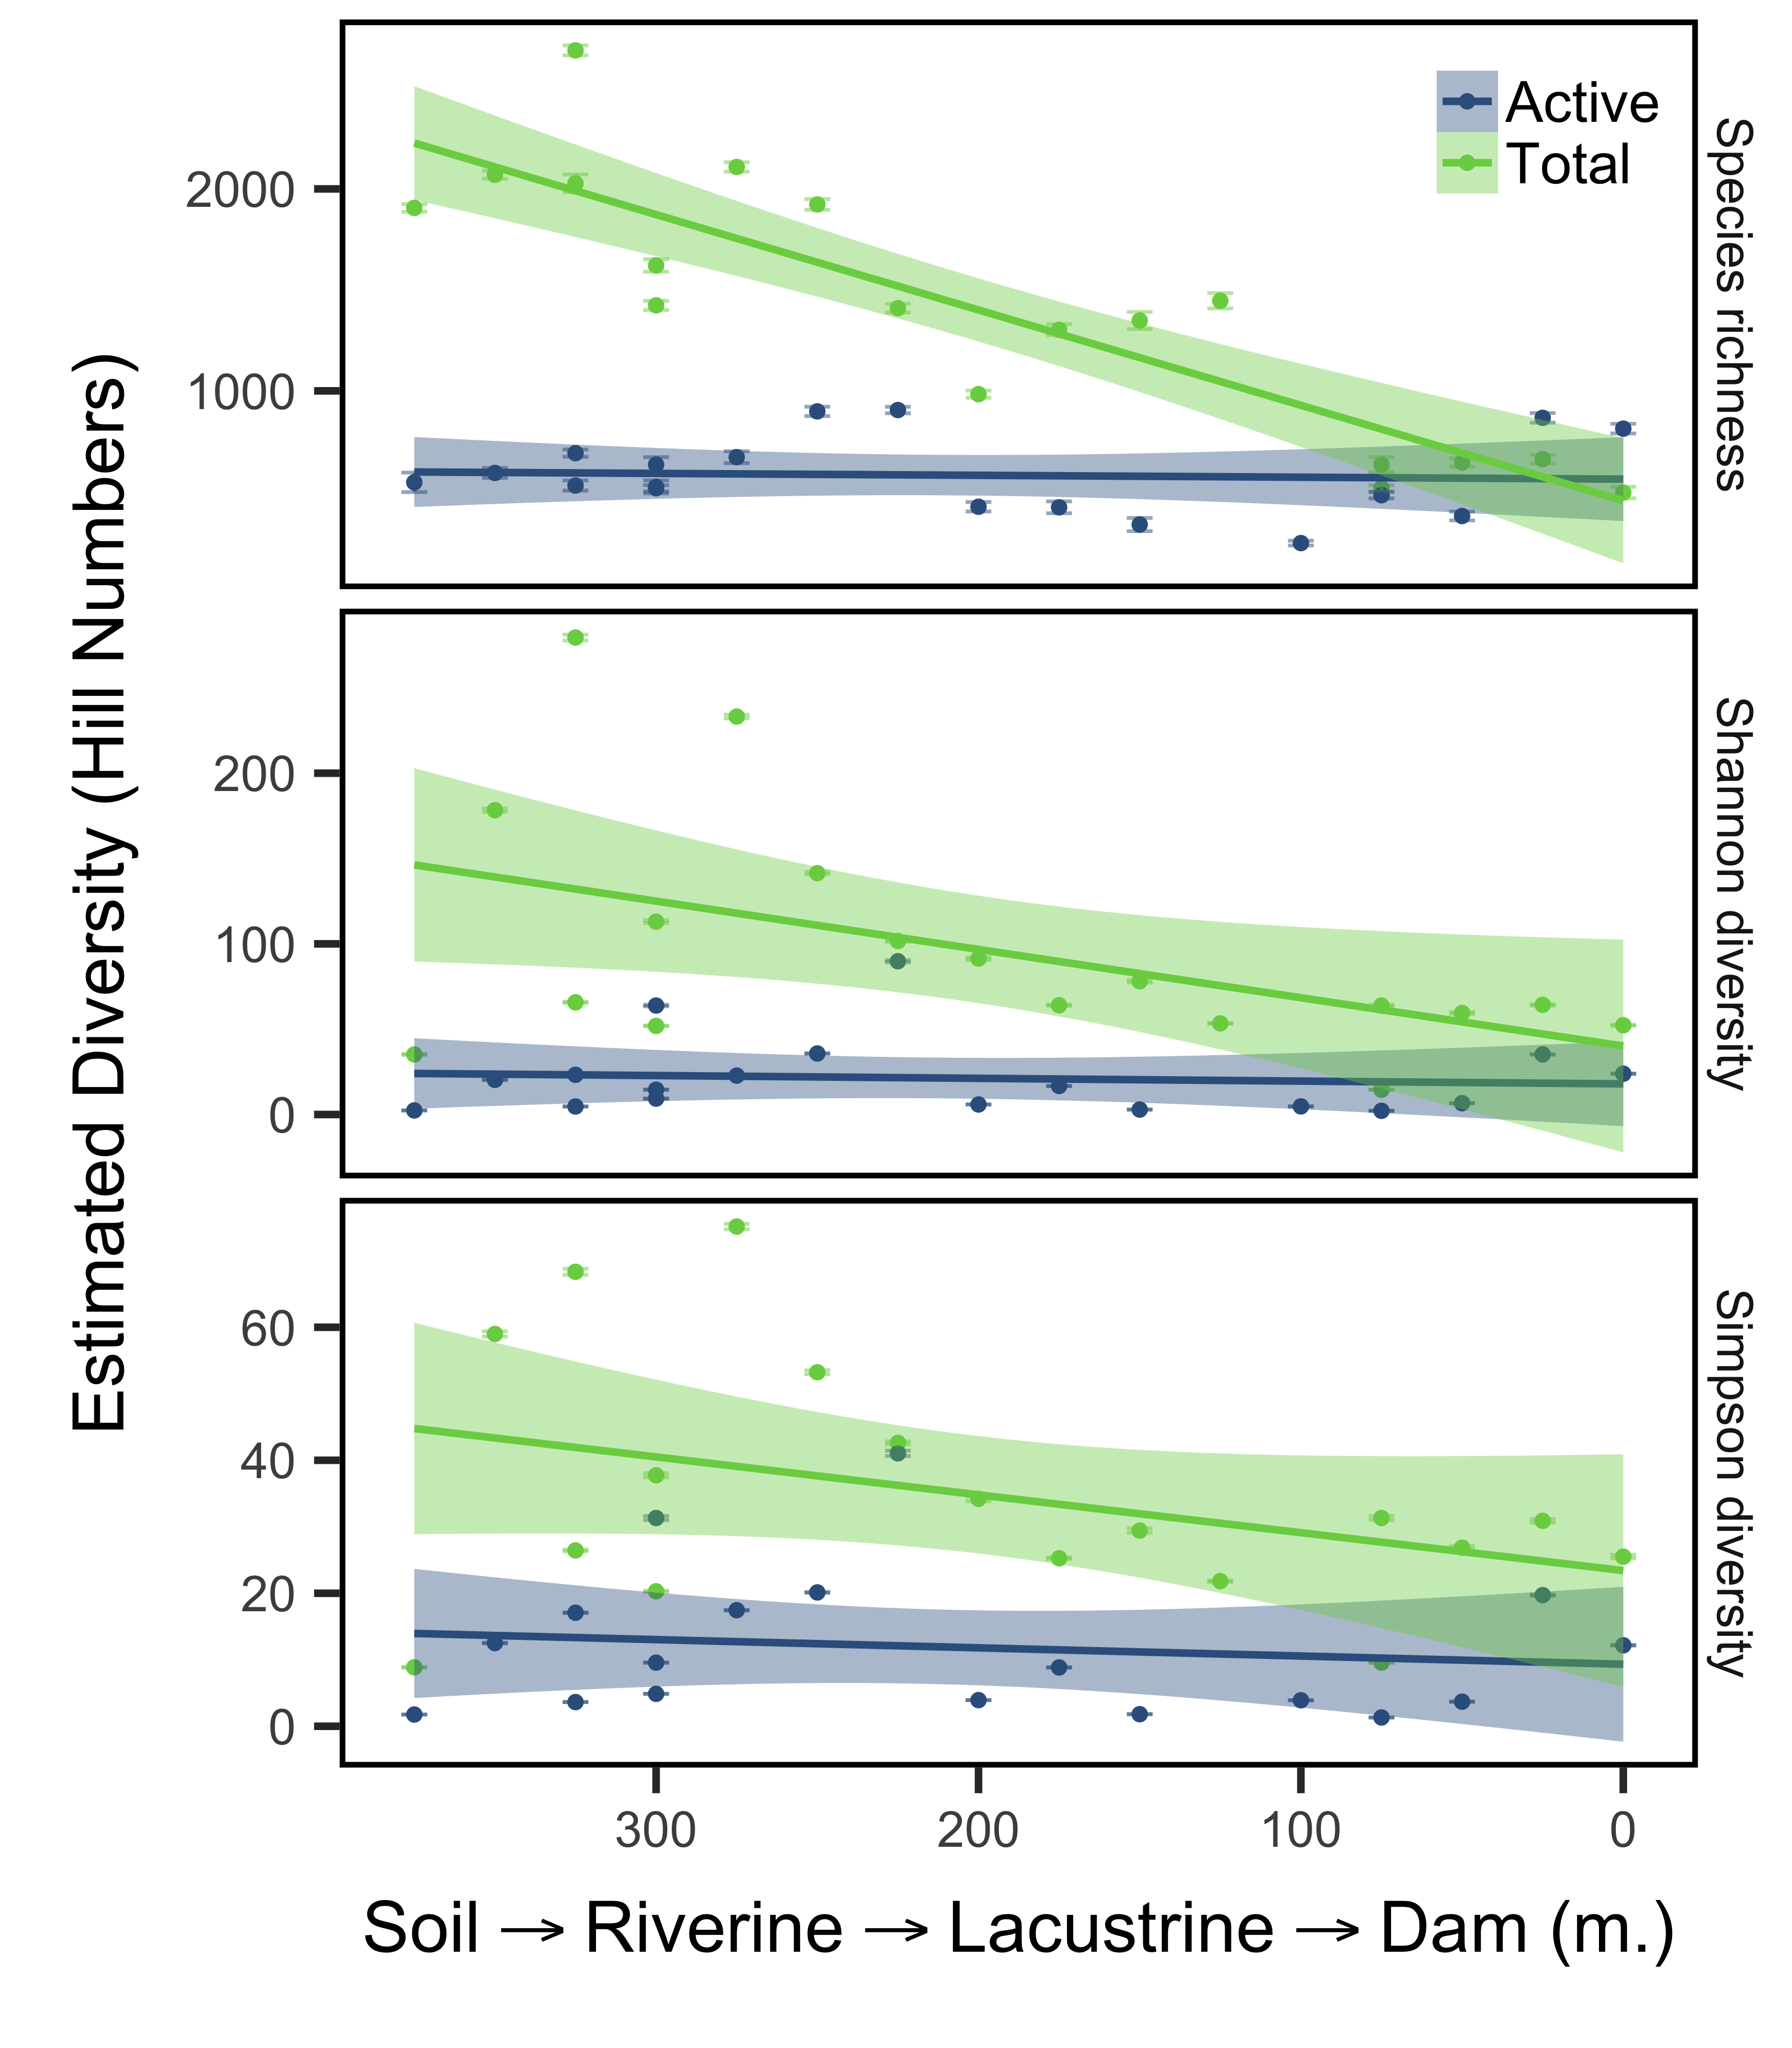 Estimated Diversity (Hill Numbers)
Active
Total
Species richness
2000
1000
Shannon diversity
200
100
0
Simpson diversity
60
40
20
0
300 200 100 0
Soil → Riverine → Lacustrine → Dam (m.)